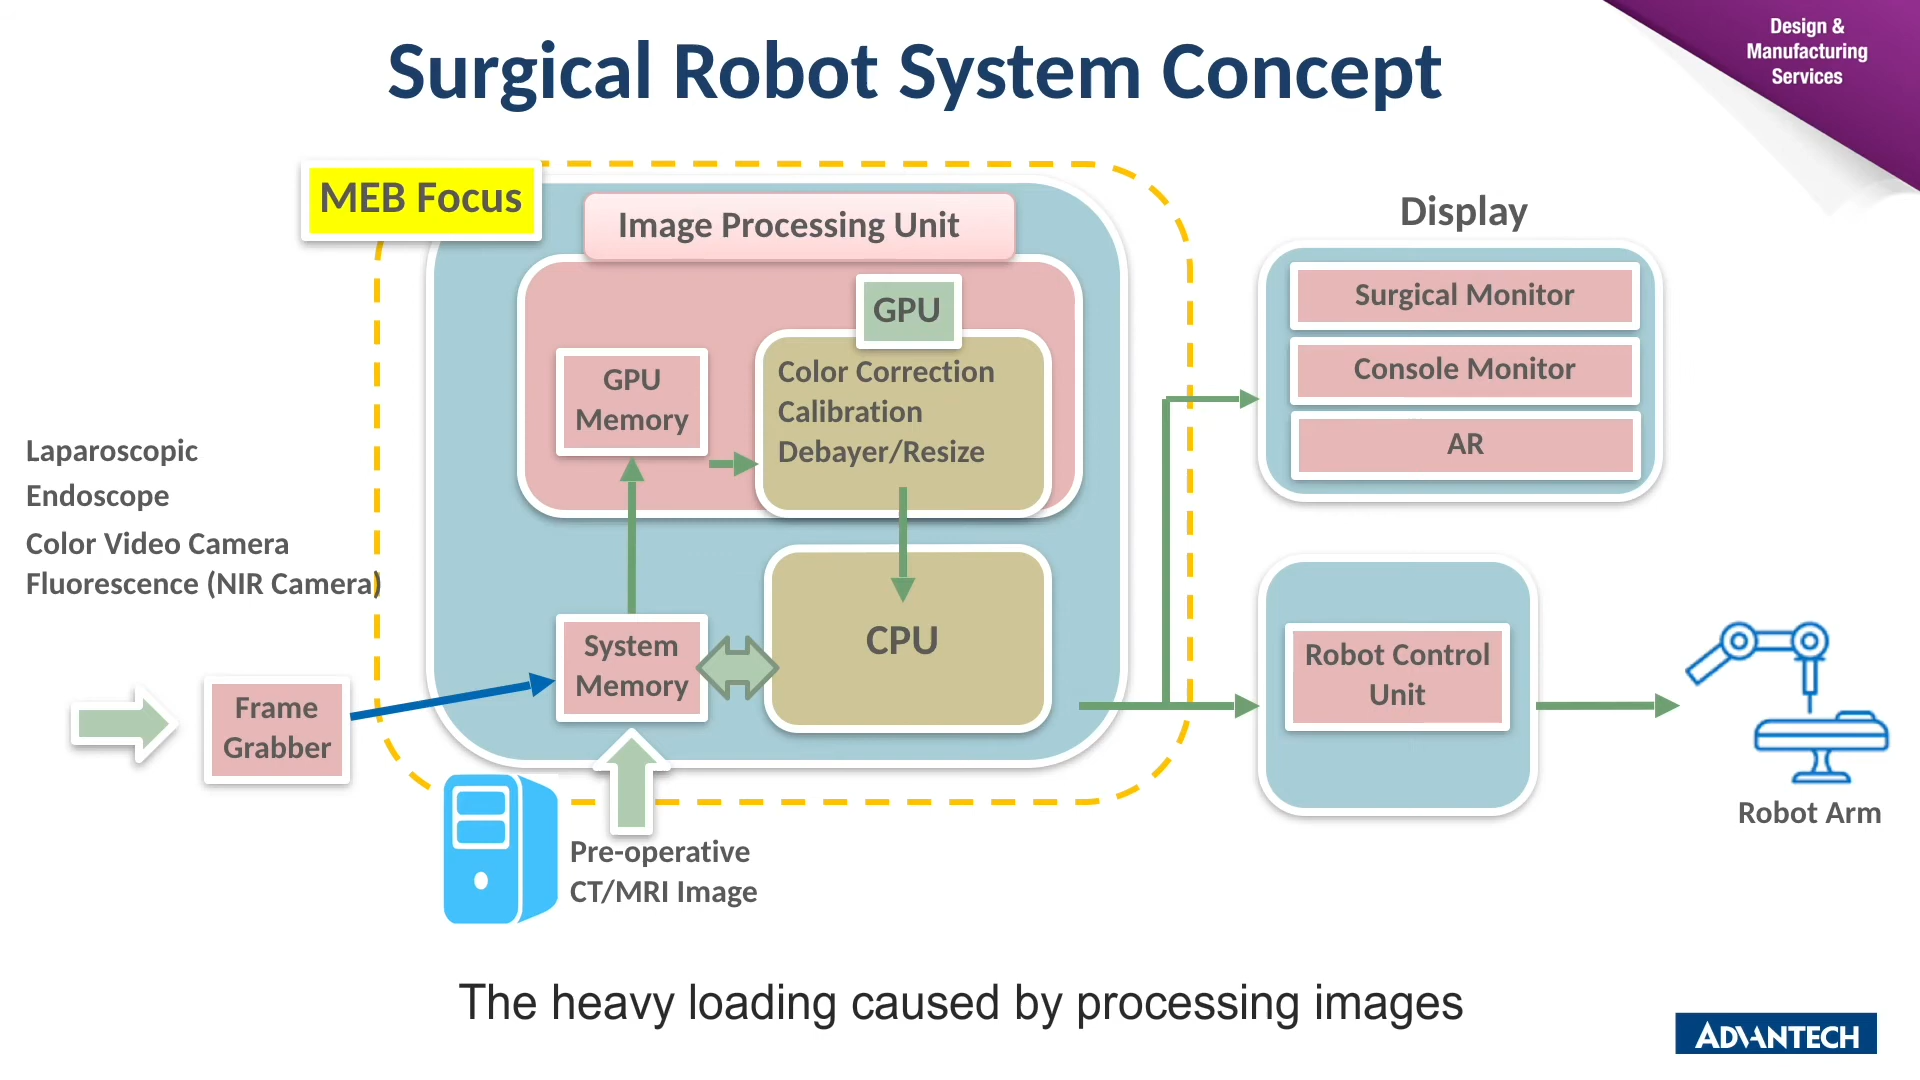 Design &
Manufacturing
Services
Surgical Robot System Concept
MEB Focus
Image Processing Unit
GPU
GPU
Memory
Color Correction
Calibration
Debayer/Resize
Display
Surgical Monitor
Console Monitor
AR
Laparoscopic
Endoscope
Color Video Camera
Fluorescence (NIR Camera)
Frame
Grabber
System
Memory
CPU
Robot Control
Unit
Robot Arm
Pre-operative
CT/MRI Image
The heavy loading caused by processing images
ADVANTECH